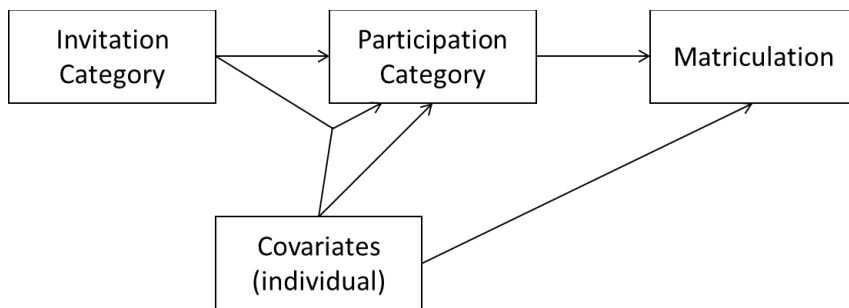 Invitation
Category
Participation
Category
Matriculation
Covariates
(individual)